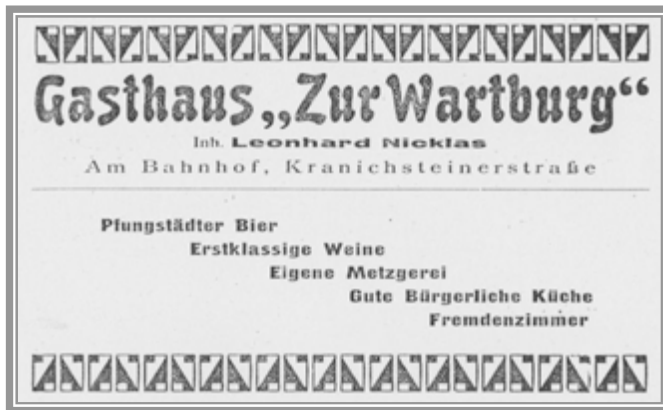 Gasthaus „Zur Wartburg“
Inh. Leonhard Nicklas
Am Bahnhof, Kranichsteinerstraße
Pfungstädter Bier
Erstklassige Weine
Eigene Metzgerei
Gute Bürgerliche Küche
Fremdenzimmer